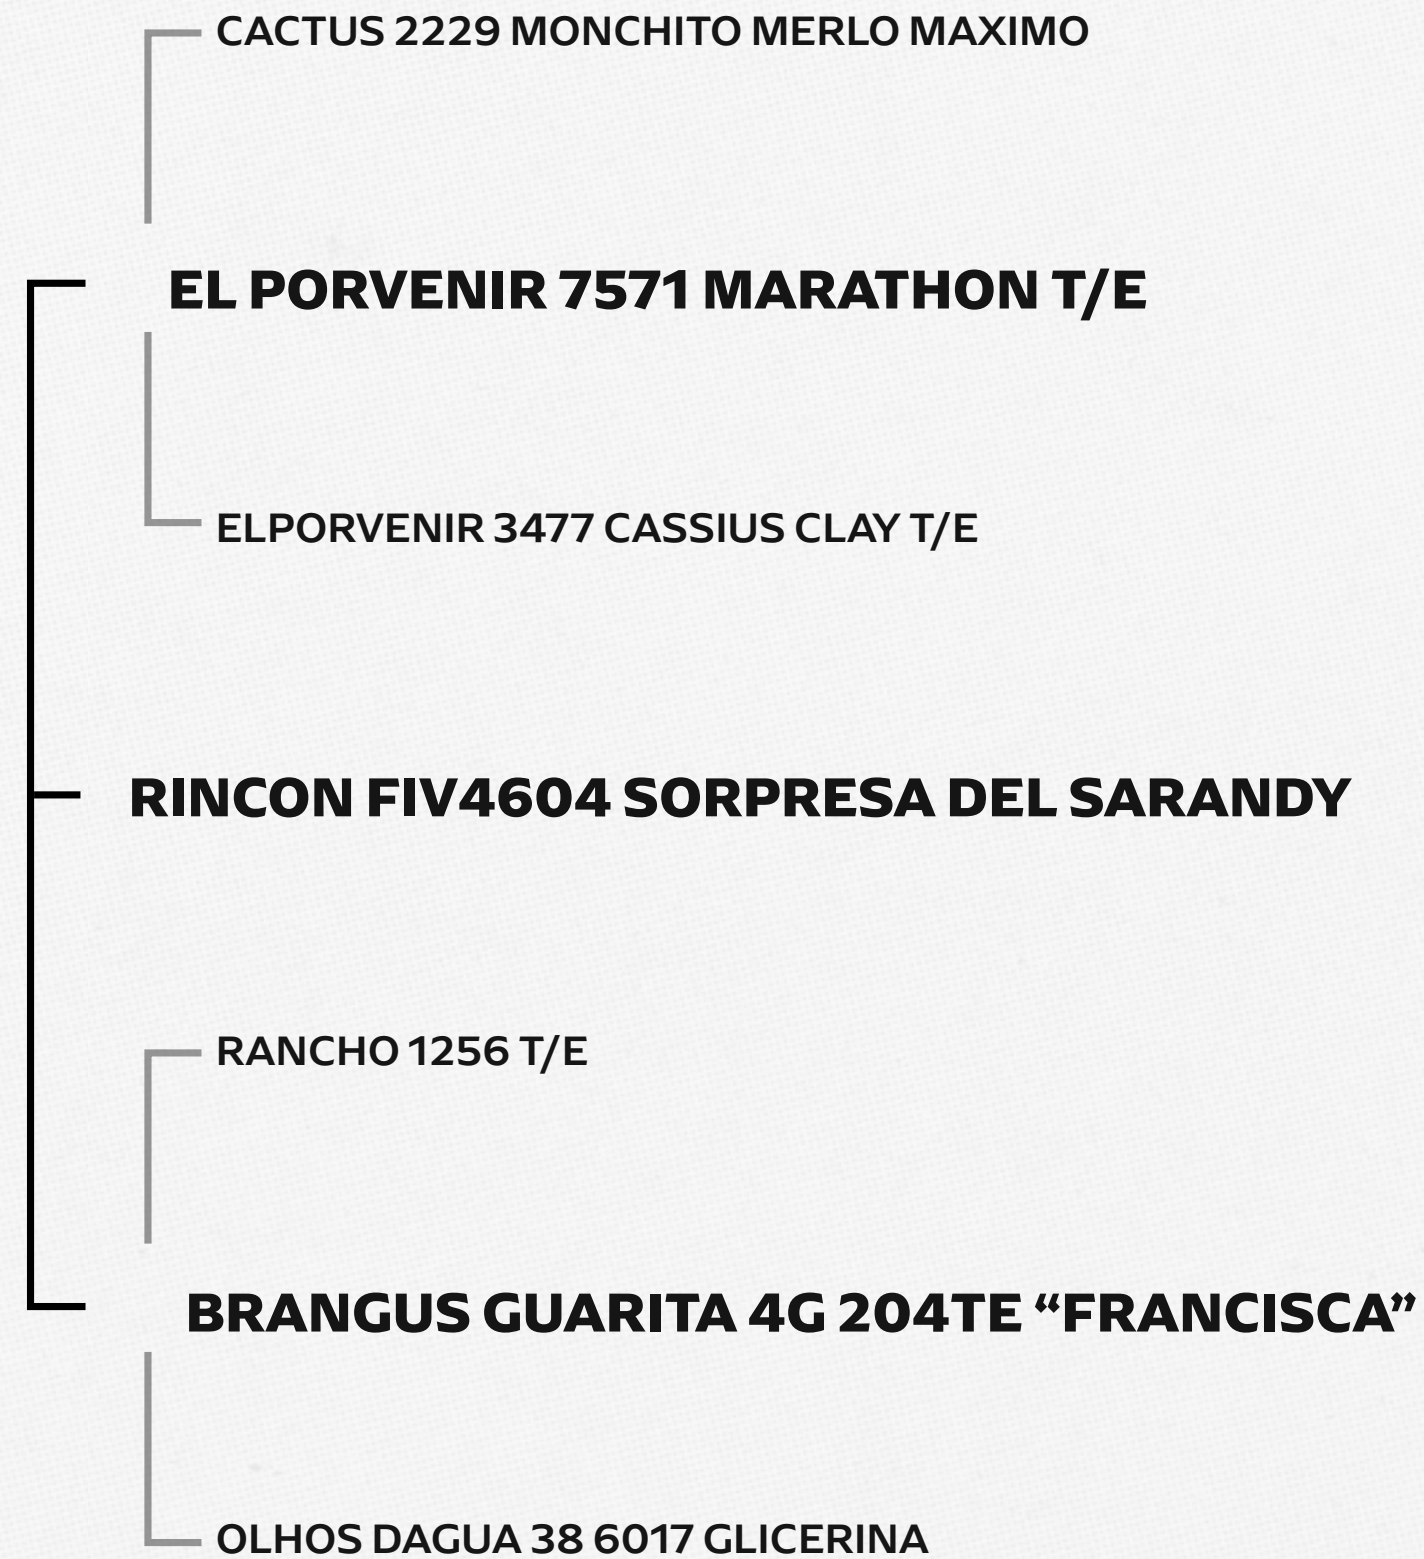 CACTUS 2229 MONCHITO MERLO MAXIMO
EL PORVENIR 7571 MARATHON T/E
ELPORVENIR 3477 CASSIUS CLAY T/E
RINCON FIV4604 SORPRESA DEL SARANDY
RANCHO 1256 T/E
BRANGUS GUARITA 4G 204TE “FRANCISCA”
OLHOS DAGUA 38 6017 GLICERINA